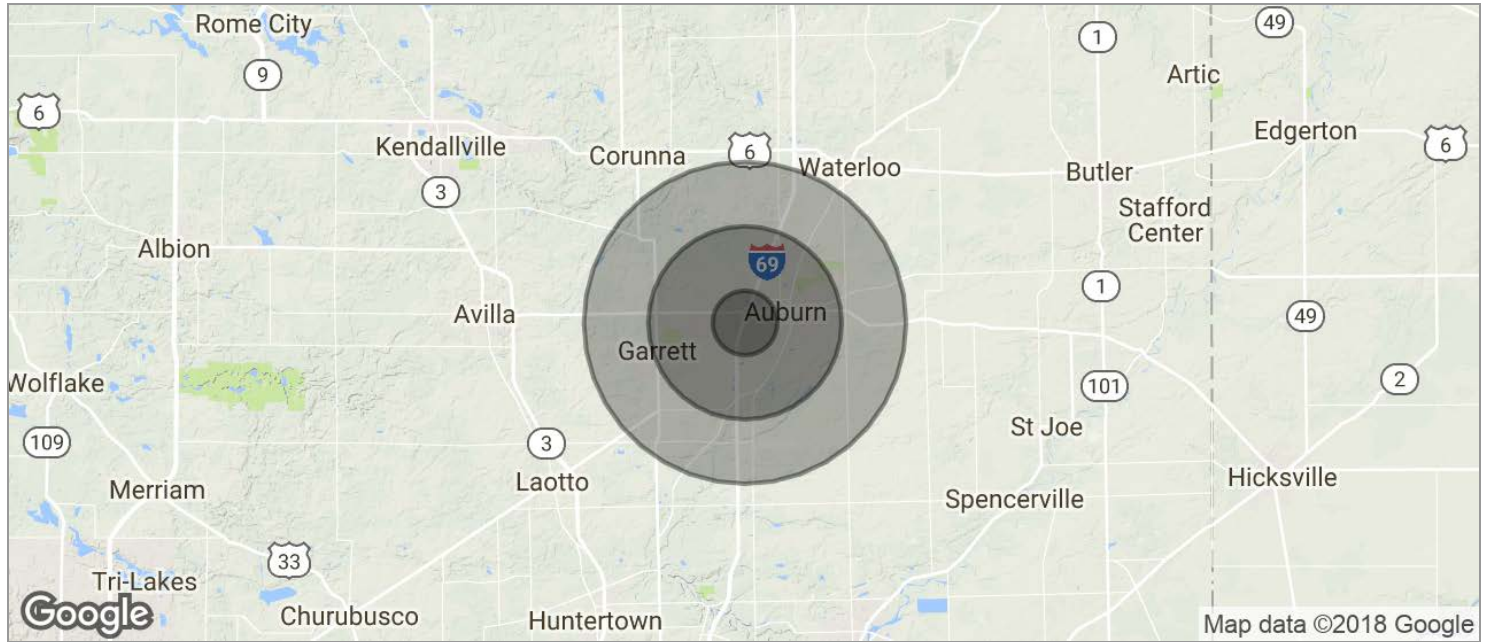 Rome City
49
1
9
Artic
6
Edgerton
6
Kendallville
Corunna
6
Waterloo
Butler
3
Stafford
Center
Albion
69
1
Avilla
Auburn
49
Garrett
Wolflake
101
2
109
St Joe
3
Laotto
Hicksville
Merriam
Spencerville
33
Tri-Lakes
Google
Churubusco
Huntertown
Map data ©2018 Google